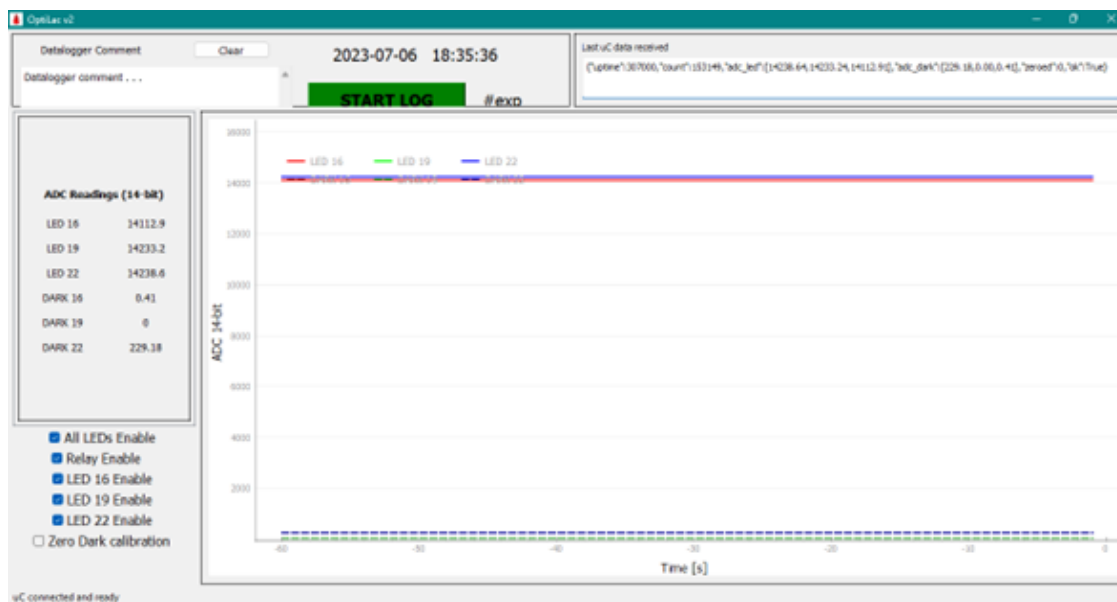 OptiLac v2
Datalogger Comment
Clear
Datalogger comment . . .
2023-07-06 18:35:36
START LOG
#exp
Last uC data received
{"uptime":307000,"count":153149,"adc_led":[14238.64,14233.24,14112.91],"adc_dark":[229.18,0.00,0.41],"zeroed":0,"ok":True}
ADC Readings (14-bit)
LED 16 14112.9
LED 19 14233.2
LED 22 14238.6
DARK 16 0.41
DARK 19 0
DARK 22 229.18
All LEDs Enable
Relay Enable
LED 16 Enable
LED 19 Enable
LED 22 Enable
Zero Dark calibration
LED 16 LED 19 LED 22
16000
14000
12000
10000
8000
6000
4000
2000
ADC 14-bit
-60 -50 -40 -30 -20 -10 0
Time [s]
uC connected and ready